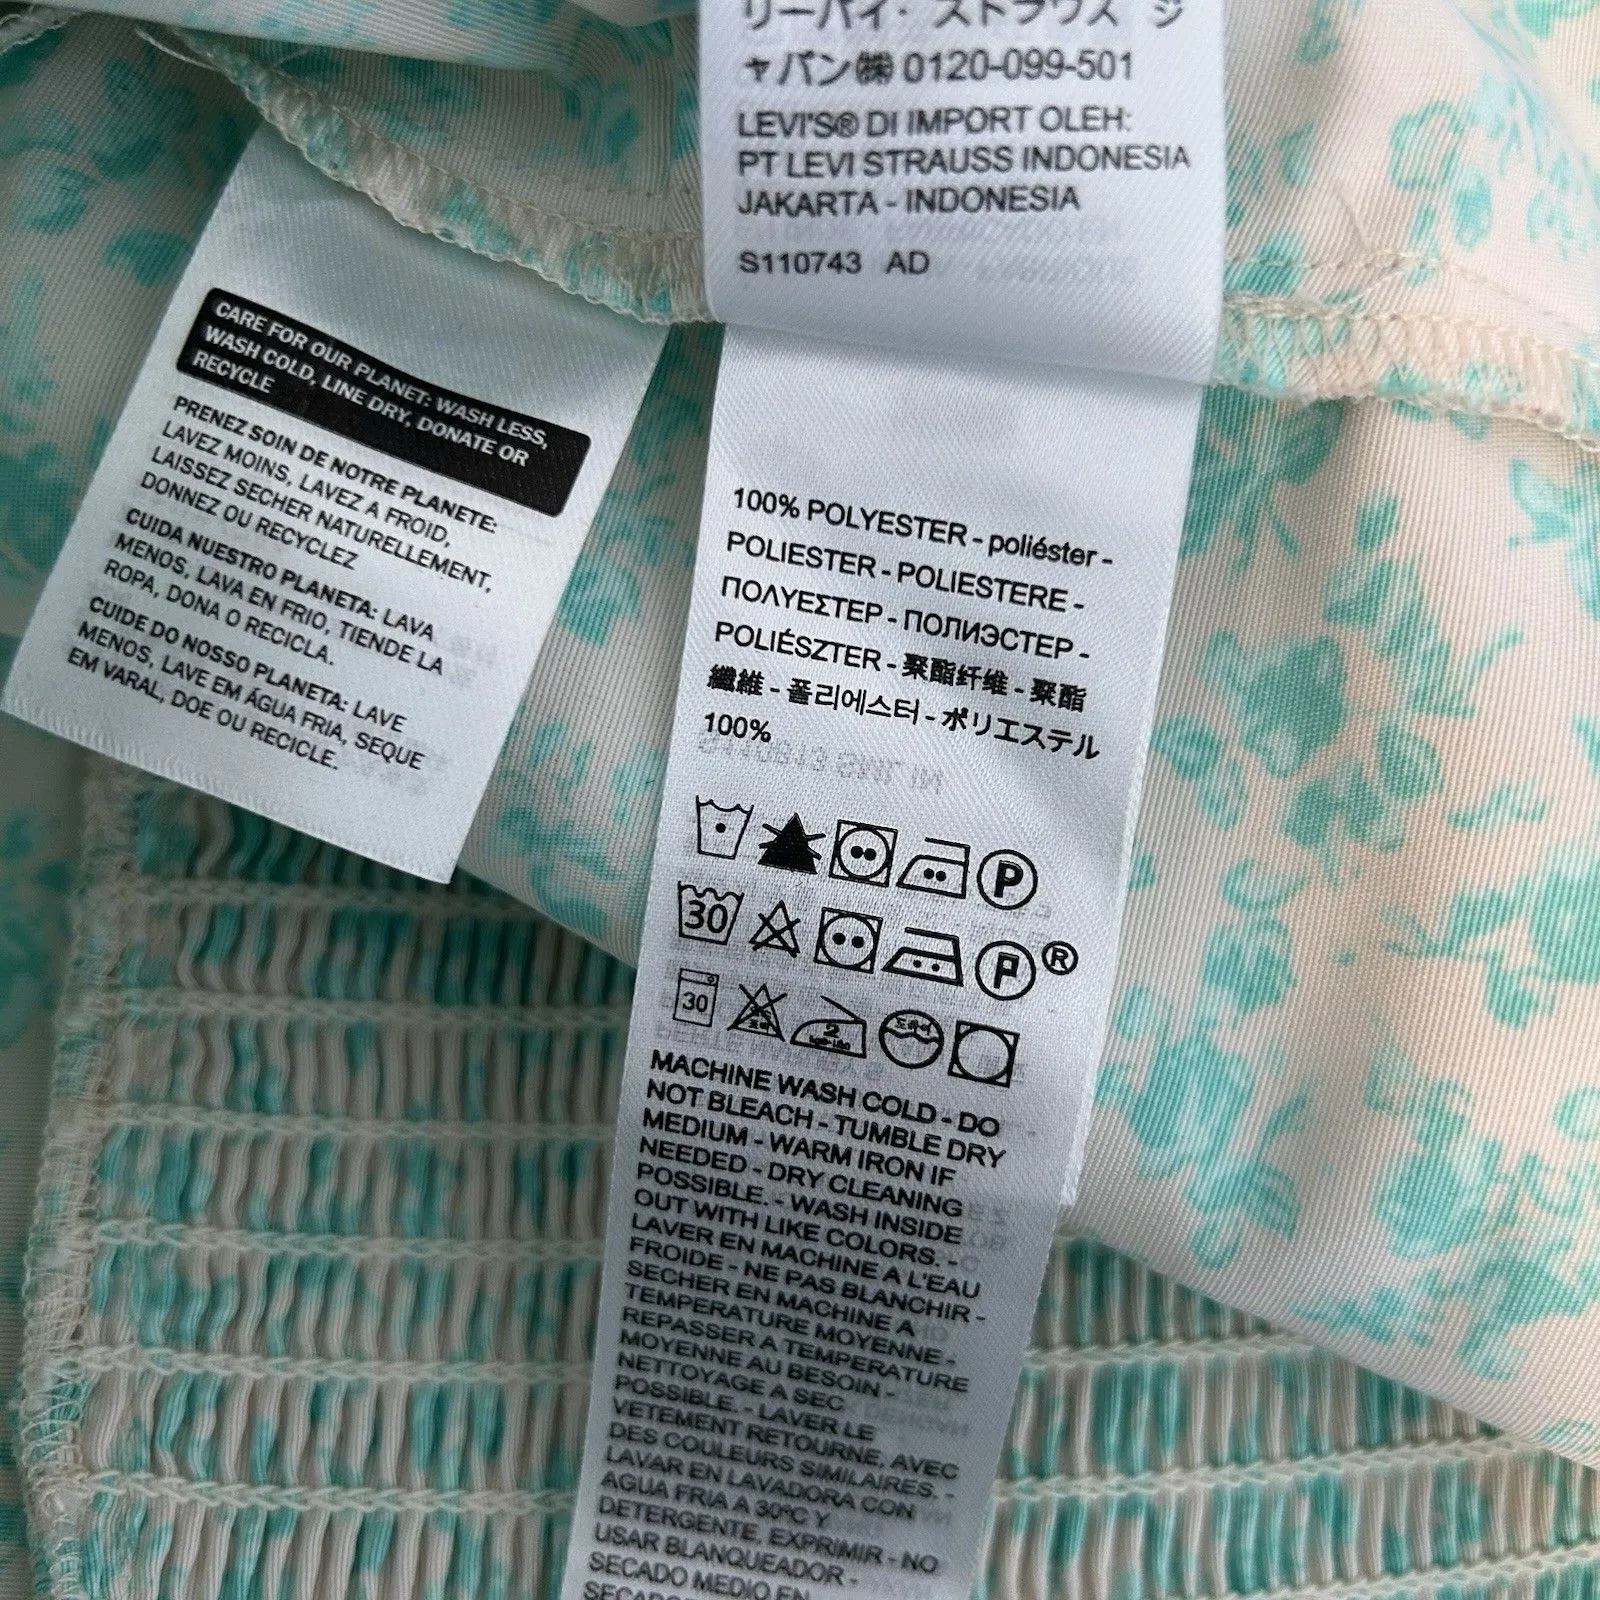 リーバイ・ストラウス ジ
ャパン㈱ 0120-099-501
LEVI'S® DI IMPORT OLEH:
PT LEVI STRAUSS INDONESIA
JAKARTA - INDONESIA
S110743 AD
CARE FOR OUR PLANET: WASH LESS,
WASH COLD, LINE DRY, DONATE OR
RECYCLE
PRENEZ SOIN DE NOTRE PLANETE:
LAVEZ MOINS, LAVEZ A FROID,
LAISSEZ SECHER NATURELLEMENT,
DONNEZ OU RECYCLEZ
CUIDA NUESTRO PLANETA: LAVA
MENOS, LAVA EN FRIO, TIENDE LA
ROPA, DONA O RECICLA.
CUIDE DO NOSSO PLANETA: LAVE
MENOS, LAVE EM ÁGUA FRIA, SEQUE
EM VARAL, DOE OU RECICLE.
100% POLYESTER - poliéster -
POLIESTER - POLIESTERE -
ΠΟΛΥΕΣΤΕΡ - ПОЛИЭСТЕР -
POLIÉSZTER - 聚酯纤维 - 聚酯
纖維 - 폴리에스터 - ポリエステル
100%
P
30 P ®
30 2
MACHINE WASH COLD - DO
NOT BLEACH - TUMBLE DRY
MEDIUM - WARM IRON IF
NEEDED - DRY CLEANING
POSSIBLE. - WASH INSIDE
OUT WITH LIKE COLORS. -
LAVER EN MACHINE A L'EAU
FROIDE - NE PAS BLANCHIR -
SECHER EN MACHINE A
TEMPERATURE MOYENNE -
REPASSER A TEMPERATURE
MOYENNE AU BESOIN -
NETTOYAGE A SEC
POSSIBLE. - LAVER LE
VETEMENT RETOURNE, AVEC
DES COULEURS SIMILAIRES. -
LAVAR EN LAVADORA CON
AGUA FRIA A 30ºC Y
DETERGENTE, EXPRIMIR - NO
USAR BLANQUEADOR -
SECADO MEDIO EN